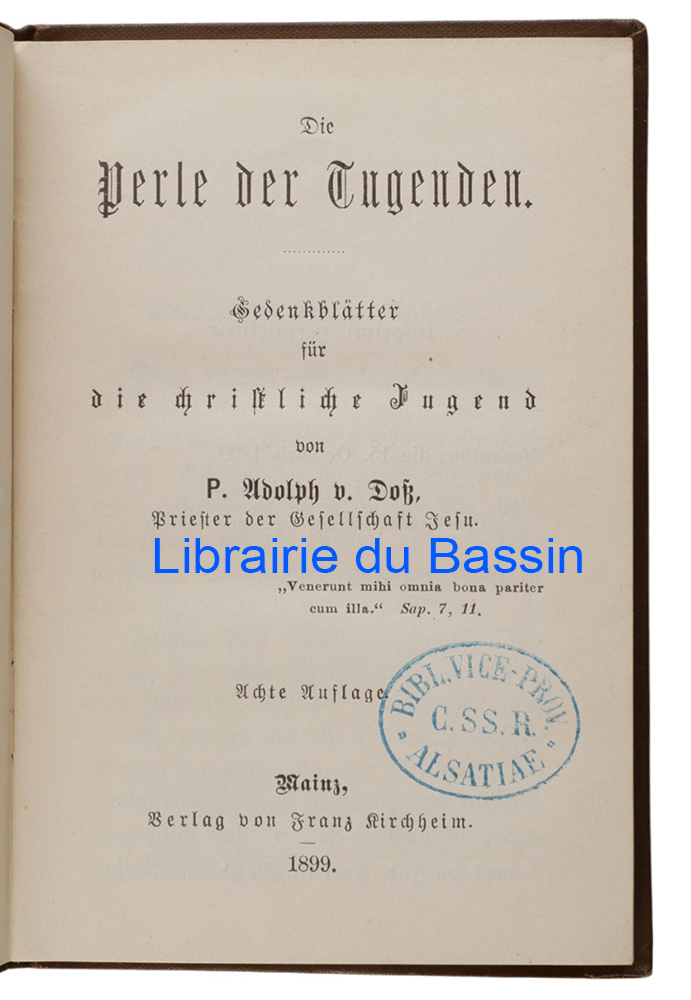 Die
Perle der Tugenden.
Gedenkblätter
für
die christliche Jugend
von
P. Adolph v. Doß,
Priester der Gesellschaft Jesu.
Librairie du Bassin
„Venerunt mihi omnia bona pariter
cum illa.“ Sap. 7, 11.
Achte Auflage.
BIBL. VICE-PROV.
C. SS. R.
ALSATIAE
Mainz,
Verlag von Franz Kirchheim.
1899.